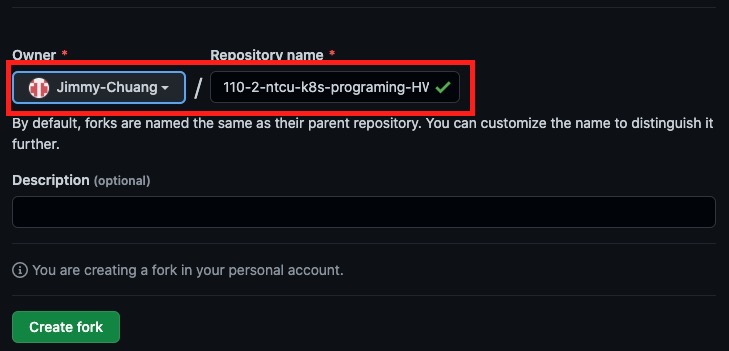 Owner * Repository name *
Jimmy-Chuang / 110-2-ntcu-k8s-programing-HW
By default, forks are named the same as their parent repository. You can customize the name to distinguish it
further.
Description (optional)
You are creating a fork in your personal account.
Create fork